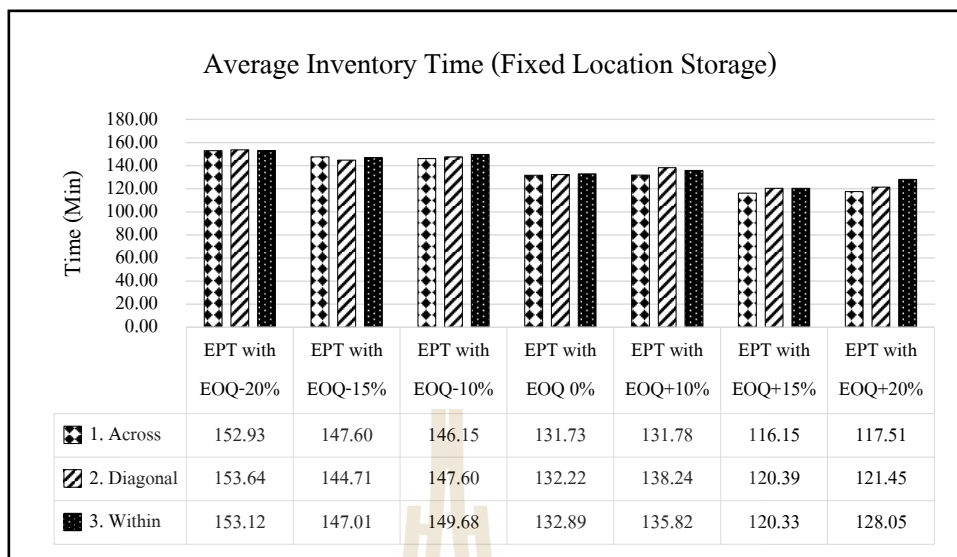 Average Inventory Time (Fixed Location Storage)
Time (Min)
180.00
160.00
140.00
120.00
100.00
80.00
60.00
40.00
20.00
0.00
EPT with EPT with EPT with EPT with EPT with EPT with EPT with
EOQ-20% EOQ-15% EOQ-10% EOQ 0% EOQ+10% EOQ+15% EOQ+20%
1. Across 152.93 147.60 146.15 131.73 131.78 116.15 117.51
2. Diagonal 153.64 144.71 147.60 132.22 138.24 120.39 121.45
3. Within 153.12 147.01 149.68 132.89 135.82 120.33 128.05